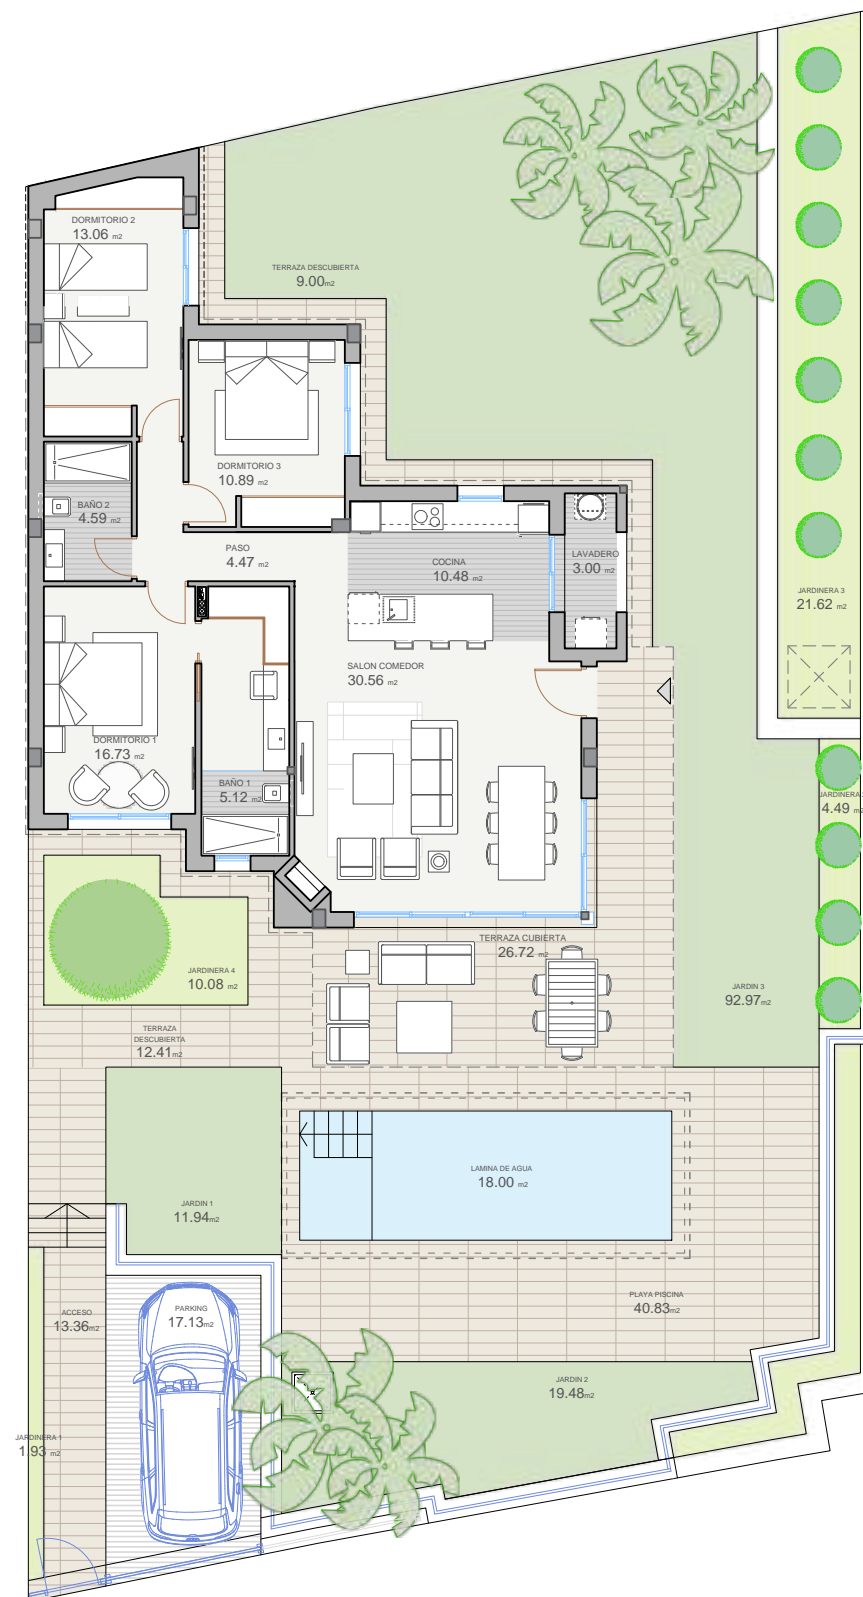 DORMITORIO 2
13.06 m2
TERRAZA DESCUBIERTA
9.00m2
DORMITORIO 3
10.89 m2
BAÑO 2
4.59 m2
PASO
4.47 m2
COCINA
10.48 m2
LAVADERO
3.00 m2
JARDINERA 3
21.62 m2
SALON COMEDOR
30.56 m2
DORMITORIO 1
16.73 m2
BAÑO 1
5.12 m2
JARDINERA
4.49 m2
TERRAZA CUBIERTA
26.72 m2
JARDINERA 4
10.08 m2
JARDIN 3
92.97m2
TERRAZA
DESCUBIERTA
12.41m2
LAMINA DE AGUA
18.00 m2
JARDIN 1
11.94m2
PLAYA PISCINA
40.83m2
ACCESO
13.36m2
PARKING
17.13m2
JARDIN 2
19.48m2
JARDINERA 1
1.93 m2